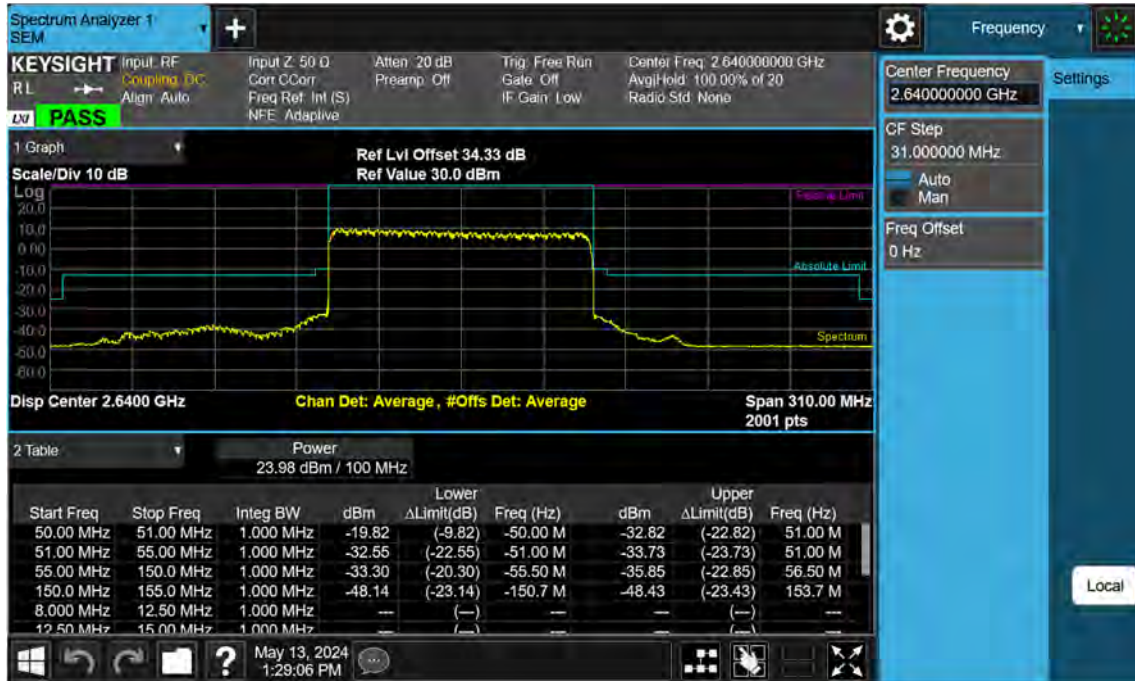 Spectrum Analyzer 1
SEM
+
Frequency
KEYSIGHT
Input: RF
Coupling: DC
Align: Auto
Input Z: 50 Ω
Corr CCorr
Freq Ref: Int (S)
NFE: Adaptive
Atten: 20 dB
Preamp: Off
Trig: Free Run
Gate: Off
IF Gain: Low
Center Freq: 2.640000000 GHz
Avg|Hold: 100.00% of 20
Radio Std: None
RL
LXI
PASS
Center Frequency
2.640000000 GHz
Settings
CF Step
31.000000 MHz
Auto
Man
Freq Offset
0 Hz
1 Graph
Ref Lvl Offset 34.33 dB
Scale/Div 10 dB
Ref Value 30.0 dBm
Log
20.0
10.0
0.00
-10.0
-20.0
-30.0
-40.0
-50.0
-60.0
Absolute Limit
Spectrum
Disp Center 2.6400 GHz
Chan Det: Average, #Offs Det: Average
Span 310.00 MHz
2001 pts
2 Table
Power
23.98 dBm / 100 MHz
Lower
Upper
Start Freq Stop Freq Integ BW dBm ΔLimit(dB) Freq (Hz) dBm ΔLimit(dB) Freq (Hz)
50.00 MHz 51.00 MHz 1.000 MHz -19.82 (-9.82) -50.00 M -32.82 (-22.82) 51.00 M
51.00 MHz 55.00 MHz 1.000 MHz -32.55 (-22.55) -51.00 M -33.73 (-23.73) 51.00 M
55.00 MHz 150.0 MHz 1.000 MHz -33.30 (-20.30) -55.50 M -35.85 (-22.85) 56.50 M
150.0 MHz 155.0 MHz 1.000 MHz -48.14 (-23.14) -150.7 M -48.43 (-23.43) 153.7 M
8.000 MHz 12.50 MHz 1.000 MHz --- (---) --- --- (---) ---
12.50 MHz 15.00 MHz 1.000 MHz --- (---) --- --- (---) ---
Local
?
May 13, 2024
1:29:06 PM